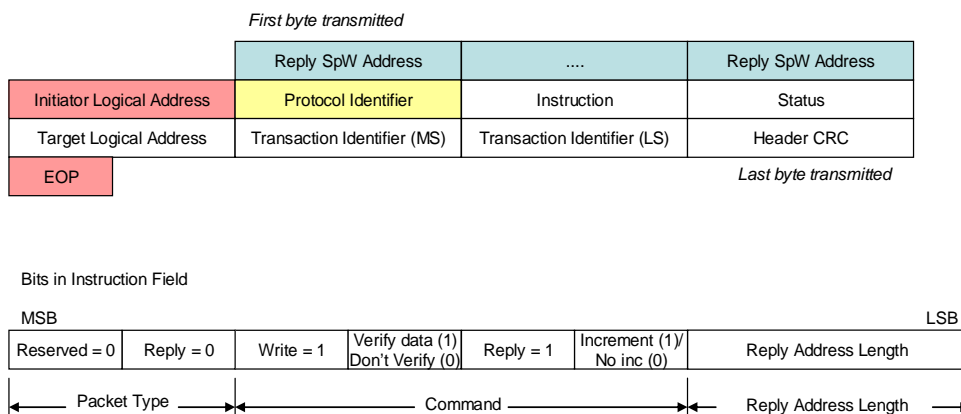 First byte transmitted
Reply SpW Address .... Reply SpW Address
Initiator Logical Address Protocol Identifier Instruction Status
Target Logical Address Transaction Identifier (MS) Transaction Identifier (LS) Header CRC
EOP
Last byte transmitted
Bits in Instruction Field
MSB LSB
Reserved = 0 Reply = 0 Write = 1 Verify data (1) Don't Verify (0) Reply = 1 Increment (1)/ No inc (0) Reply Address Length
Packet Type Command Reply Address Length